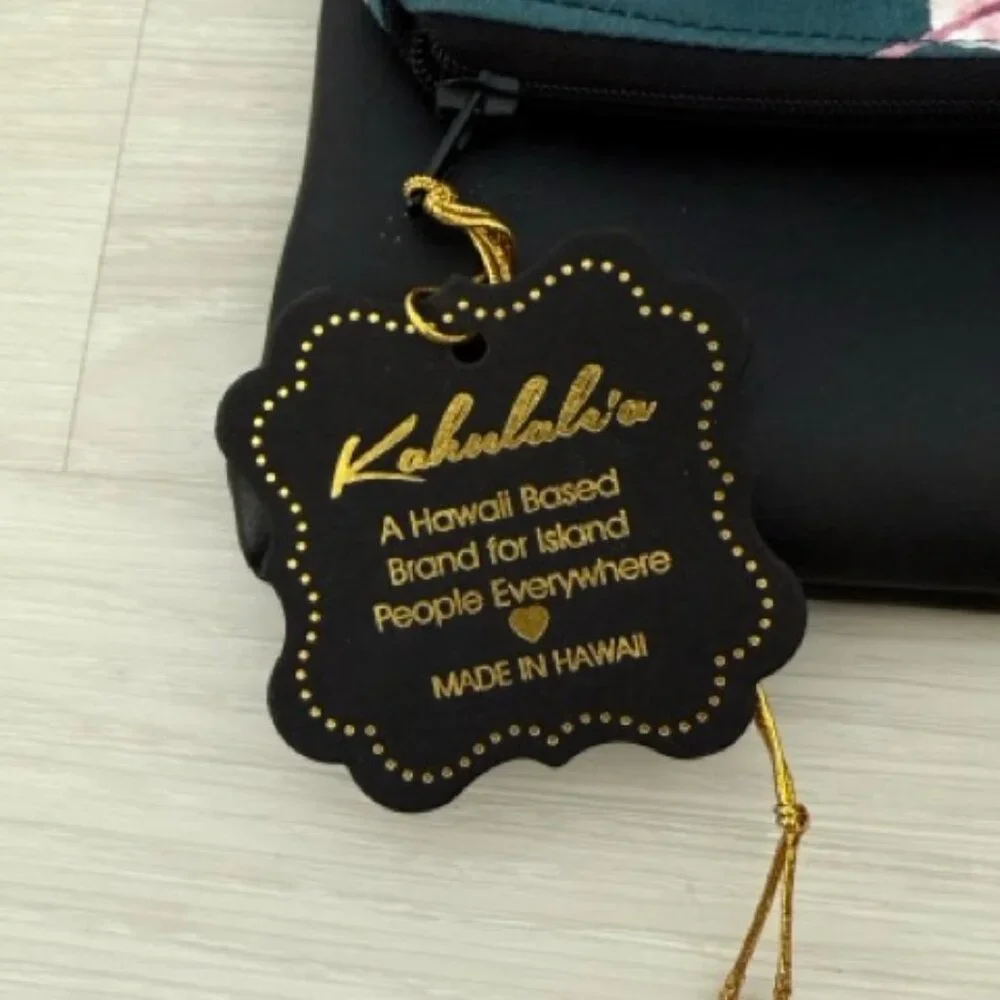 Kahulale'a
A Hawaii Based
Brand for Island
People Everywhere
MADE IN HAWAII